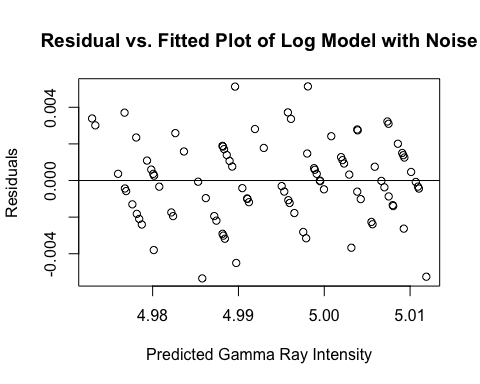 Residual vs. Fitted Plot of Log Model with Noise
Residuals
0.004
0.000
-0.004
4.98 4.99 5.00 5.01
Predicted Gamma Ray Intensity